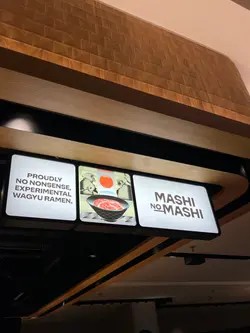 PROUDLY
NO NONSENSE,
EXPERIMENTAL
WAGYU RAMEN.
MASHI
NO
MASHI